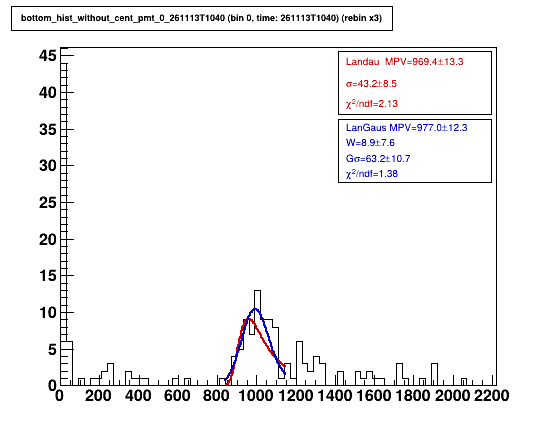 bottom_hist_without_cent_pmt_0_261113T1040 (bin 0, time: 261113T1040) (rebin x3)
Landau MPV=969.4±13.3
σ=43.2±8.5
χ²/ndf=2.13
LanGaus MPV=977.0±12.3
W=8.9±7.6
Gσ=63.2±10.7
χ²/ndf=1.38
45
40
35
30
25
20
15
10
5
0
0 200 400 600 800 1000 1200 1400 1600 1800 2000 2200